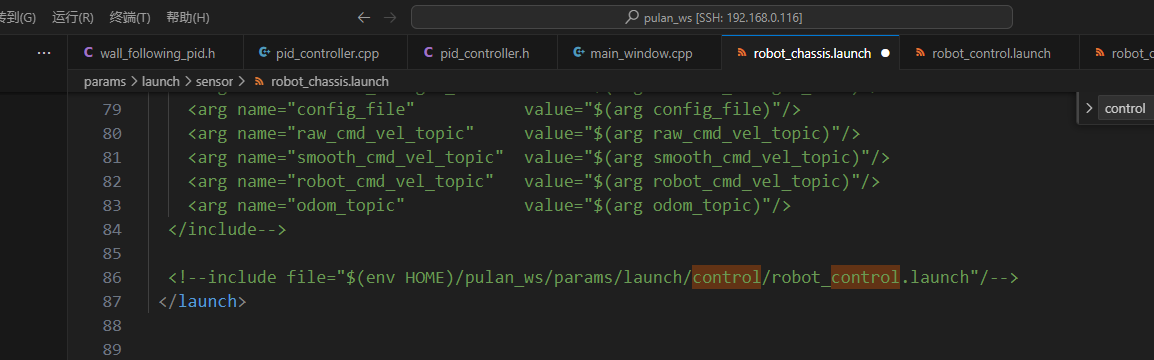 转到(G) 运行(R) 终端(T) 帮助(H) pulan_ws [SSH: 192.168.0.116]
wall_following_pid.h pid_controller.cpp pid_controller.h main_window.cpp robot_chassis.launch robot_control.launch
params > launch > sensor > robot_chassis.launch
79 <arg name="config_file" value="$(arg config_file)"/>
control
80 <arg name="raw_cmd_vel_topic" value="$(arg raw_cmd_vel_topic)"/>
81 <arg name="smooth_cmd_vel_topic" value="$(arg smooth_cmd_vel_topic)"/>
82 <arg name="robot_cmd_vel_topic" value="$(arg robot_cmd_vel_topic)"/>
83 <arg name="odom_topic" value="$(arg odom_topic)"/>
84 </include-->
85
86 <!--include file="$(env HOME)/pulan_ws/params/launch/control/robot_control.launch"/-->
87 </launch>
88
89